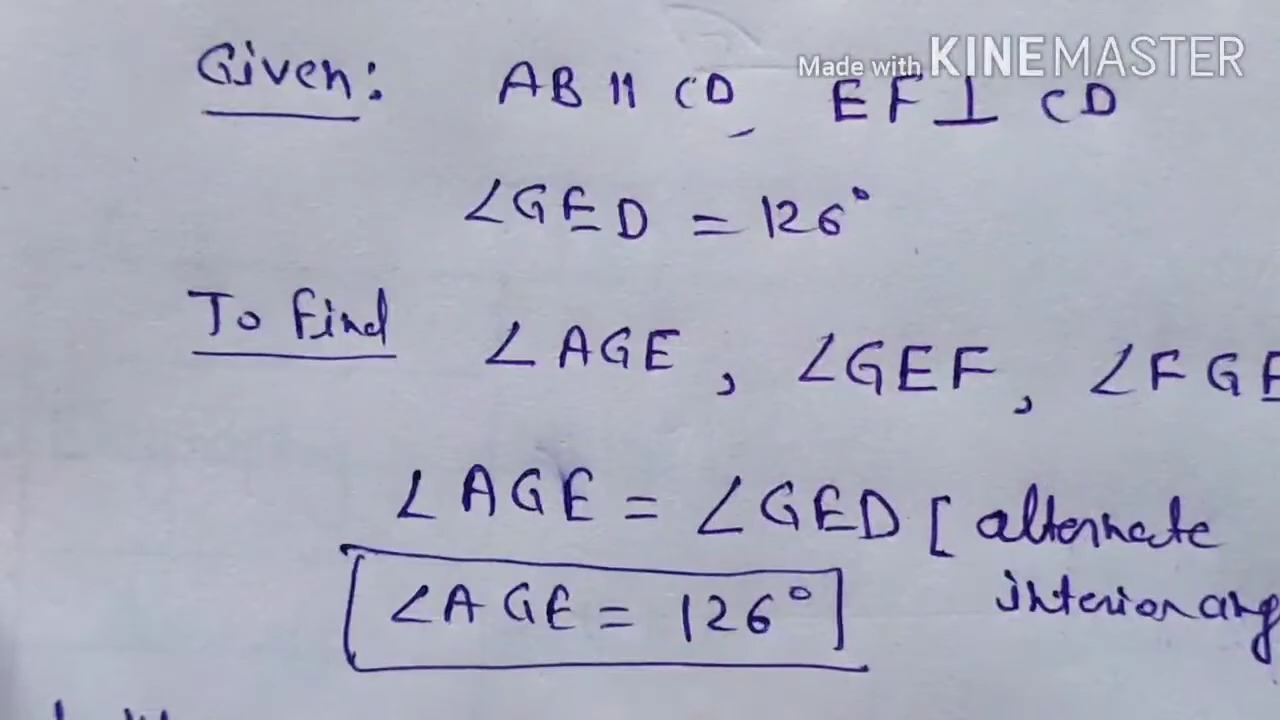 Made with KINEMASTER
Given: AB || CD, EF ⊥ CD
∠GED = 126°
To Find ∠AGE, ∠GEF, ∠FGE
∠AGE = ∠GED [alternate
interior ang
∠AGE = 126°